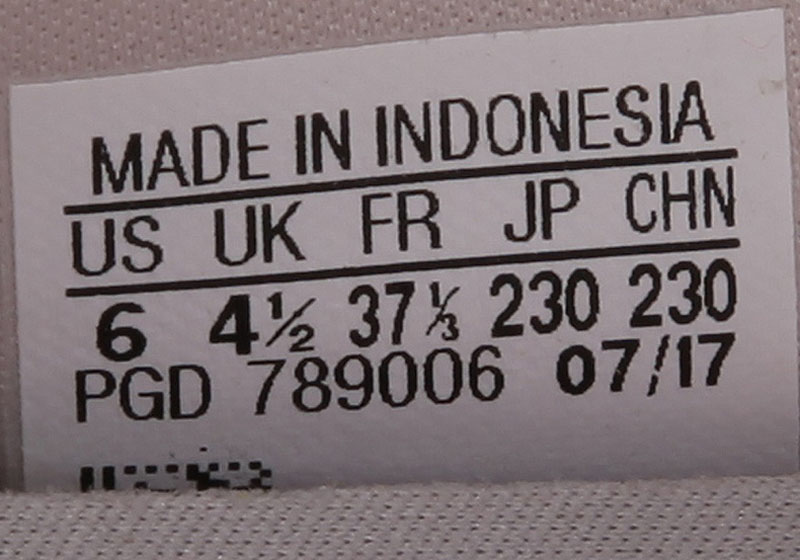 MADE IN INDONESIA
US UK FR JP CHN
6 4½ 37⅓ 230 230
PGD 789006 07/17